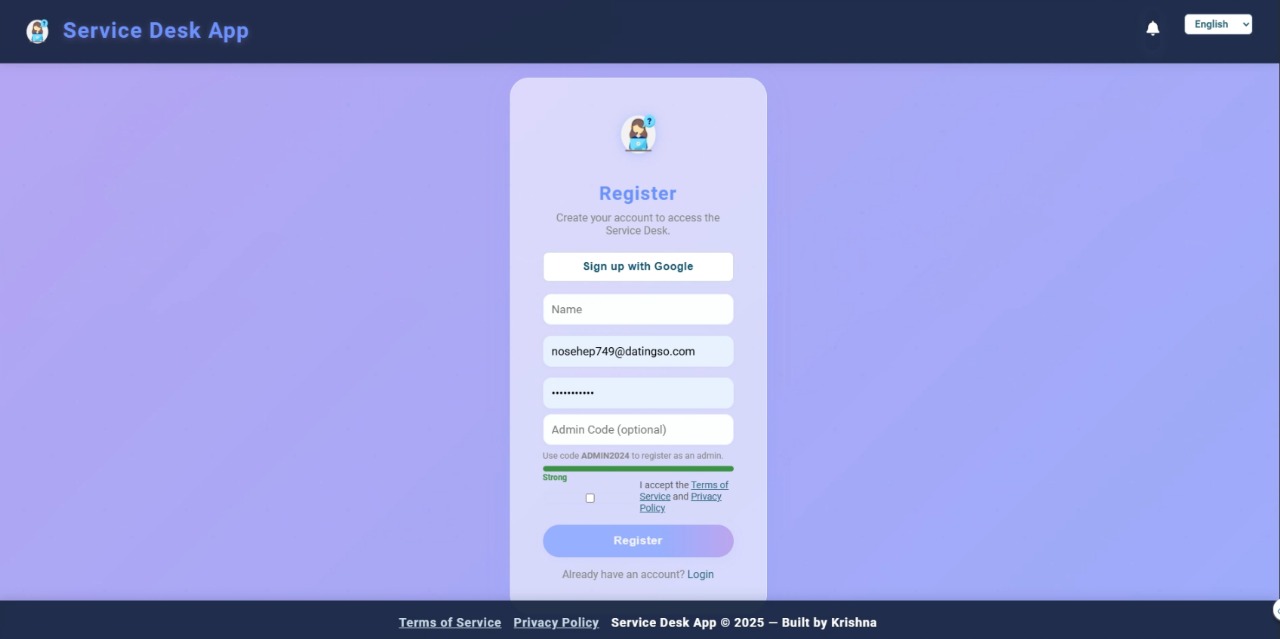 Service Desk App
English
?
Register
Create your account to access the
Service Desk.
Sign up with Google
Name
nosehep749@datingso.com
•••••••••••
Admin Code (optional)
Use code ADMIN2024 to register as an admin.
Strong
I accept the Terms of
Service and Privacy
Policy
Register
Already have an account? Login
Terms of Service Privacy Policy Service Desk App © 2025 — Built by Krishna